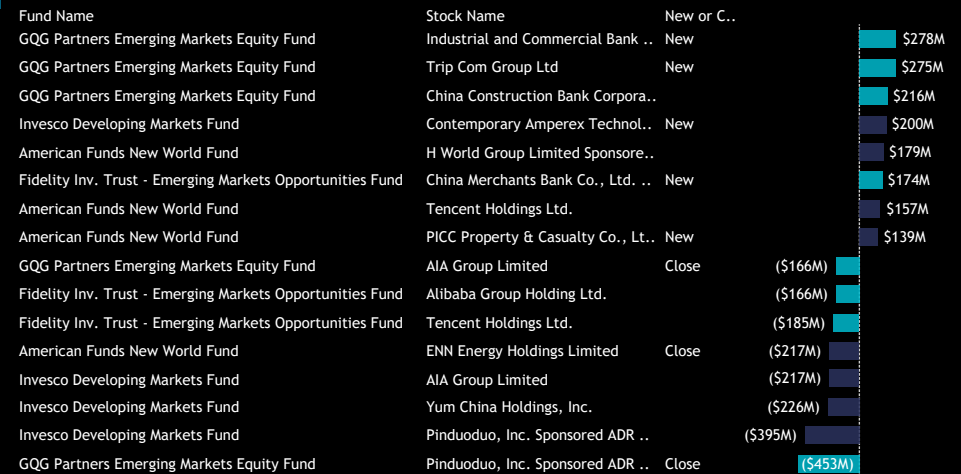 Fund Name Stock Name New or C..
GQG Partners Emerging Markets Equity Fund Industrial and Commercial Bank .. New $278M
GQG Partners Emerging Markets Equity Fund Trip Com Group Ltd New $275M
GQG Partners Emerging Markets Equity Fund China Construction Bank Corpora.. $216M
Invesco Developing Markets Fund Contemporary Amperex Technol.. New $200M
American Funds New World Fund H World Group Limited Sponsore.. $179M
Fidelity Inv. Trust - Emerging Markets Opportunities Fund China Merchants Bank Co., Ltd. .. New $174M
American Funds New World Fund Tencent Holdings Ltd. $157M
American Funds New World Fund PICC Property & Casualty Co., Lt.. New $139M
GQG Partners Emerging Markets Equity Fund AIA Group Limited Close ($166M)
Fidelity Inv. Trust - Emerging Markets Opportunities Fund Alibaba Group Holding Ltd. ($166M)
Fidelity Inv. Trust - Emerging Markets Opportunities Fund Tencent Holdings Ltd. ($185M)
American Funds New World Fund ENN Energy Holdings Limited Close ($217M)
Invesco Developing Markets Fund AIA Group Limited ($217M)
Invesco Developing Markets Fund Yum China Holdings, Inc. ($226M)
Invesco Developing Markets Fund Pinduoduo, Inc. Sponsored ADR .. ($395M)
GQG Partners Emerging Markets Equity Fund Pinduoduo, Inc. Sponsored ADR .. Close ($453M)